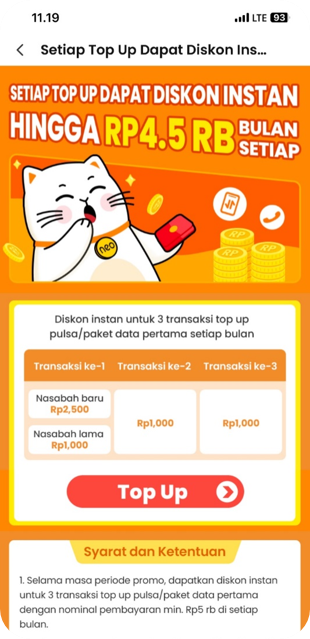 11.19 LTE 93
Setiap Top Up Dapat Diskon Ins...
SETIAP TOP UP DAPAT DISKON INSTAN
HINGGA RP4.5 RB BULAN
SETIAP
neo
RP
RP RP
Diskon instan untuk 3 transaksi top up
pulsa/paket data pertama setiap bulan
Transaksi ke-1 Transaksi ke-2 Transaksi ke-3
Nasabah baru
Rp2,500
Rp1,000 Rp1,000
Nasabah lama
Rp1,000
Top Up
Syarat dan Ketentuan
1. Selama masa periode promo, dapatkan diskon instan
untuk 3 transaksi top up pulsa/paket data pertama
dengan nominal pembayaran min. Rp5 rb di setiap
bulan.